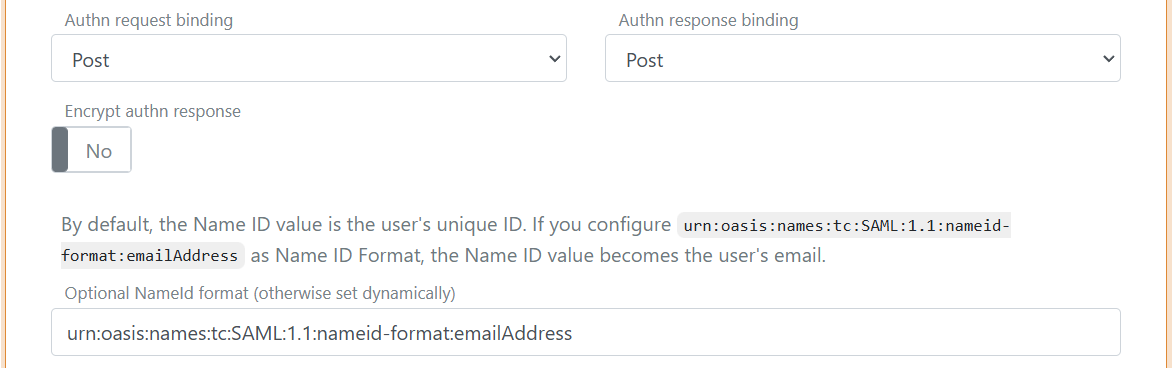 Authn request binding
Authn response binding
Post
Post
Encrypt authn response
No
By default, the Name ID value is the user's unique ID. If you configure urn:oasis:names:tc:SAML:1.1:nameid-
format:emailAddress as Name ID Format, the Name ID value becomes the user's email.
Optional NameId format (otherwise set dynamically)
urn:oasis:names:tc:SAML:1.1:nameid-format:emailAddress